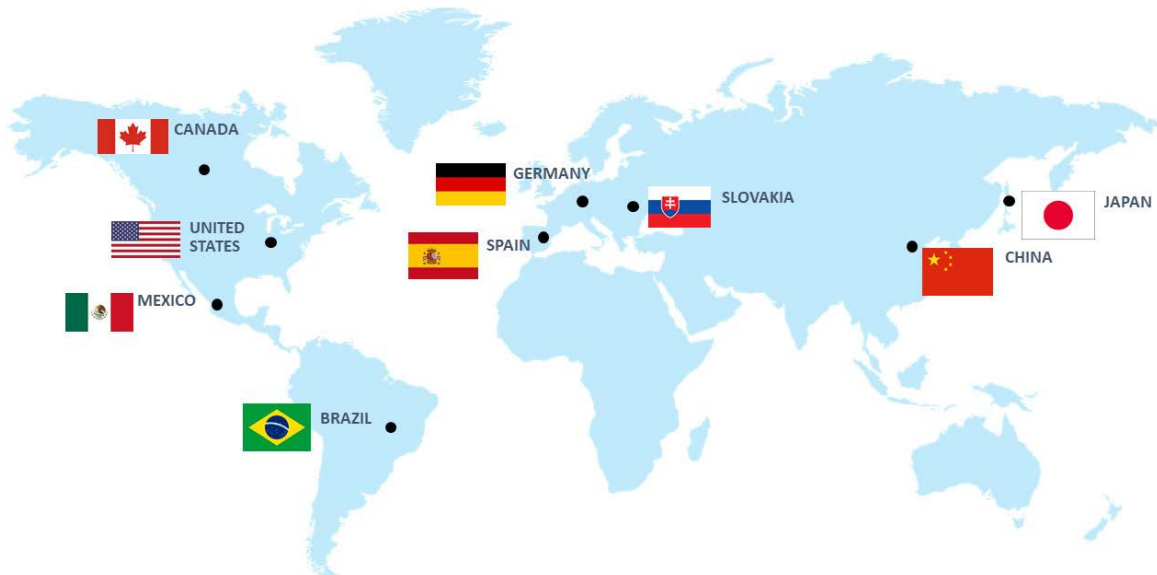 CANADA
GERMANY
SLOVAKIA
JAPAN
UNITED
STATES
SPAIN
CHINA
MEXICO
BRAZIL